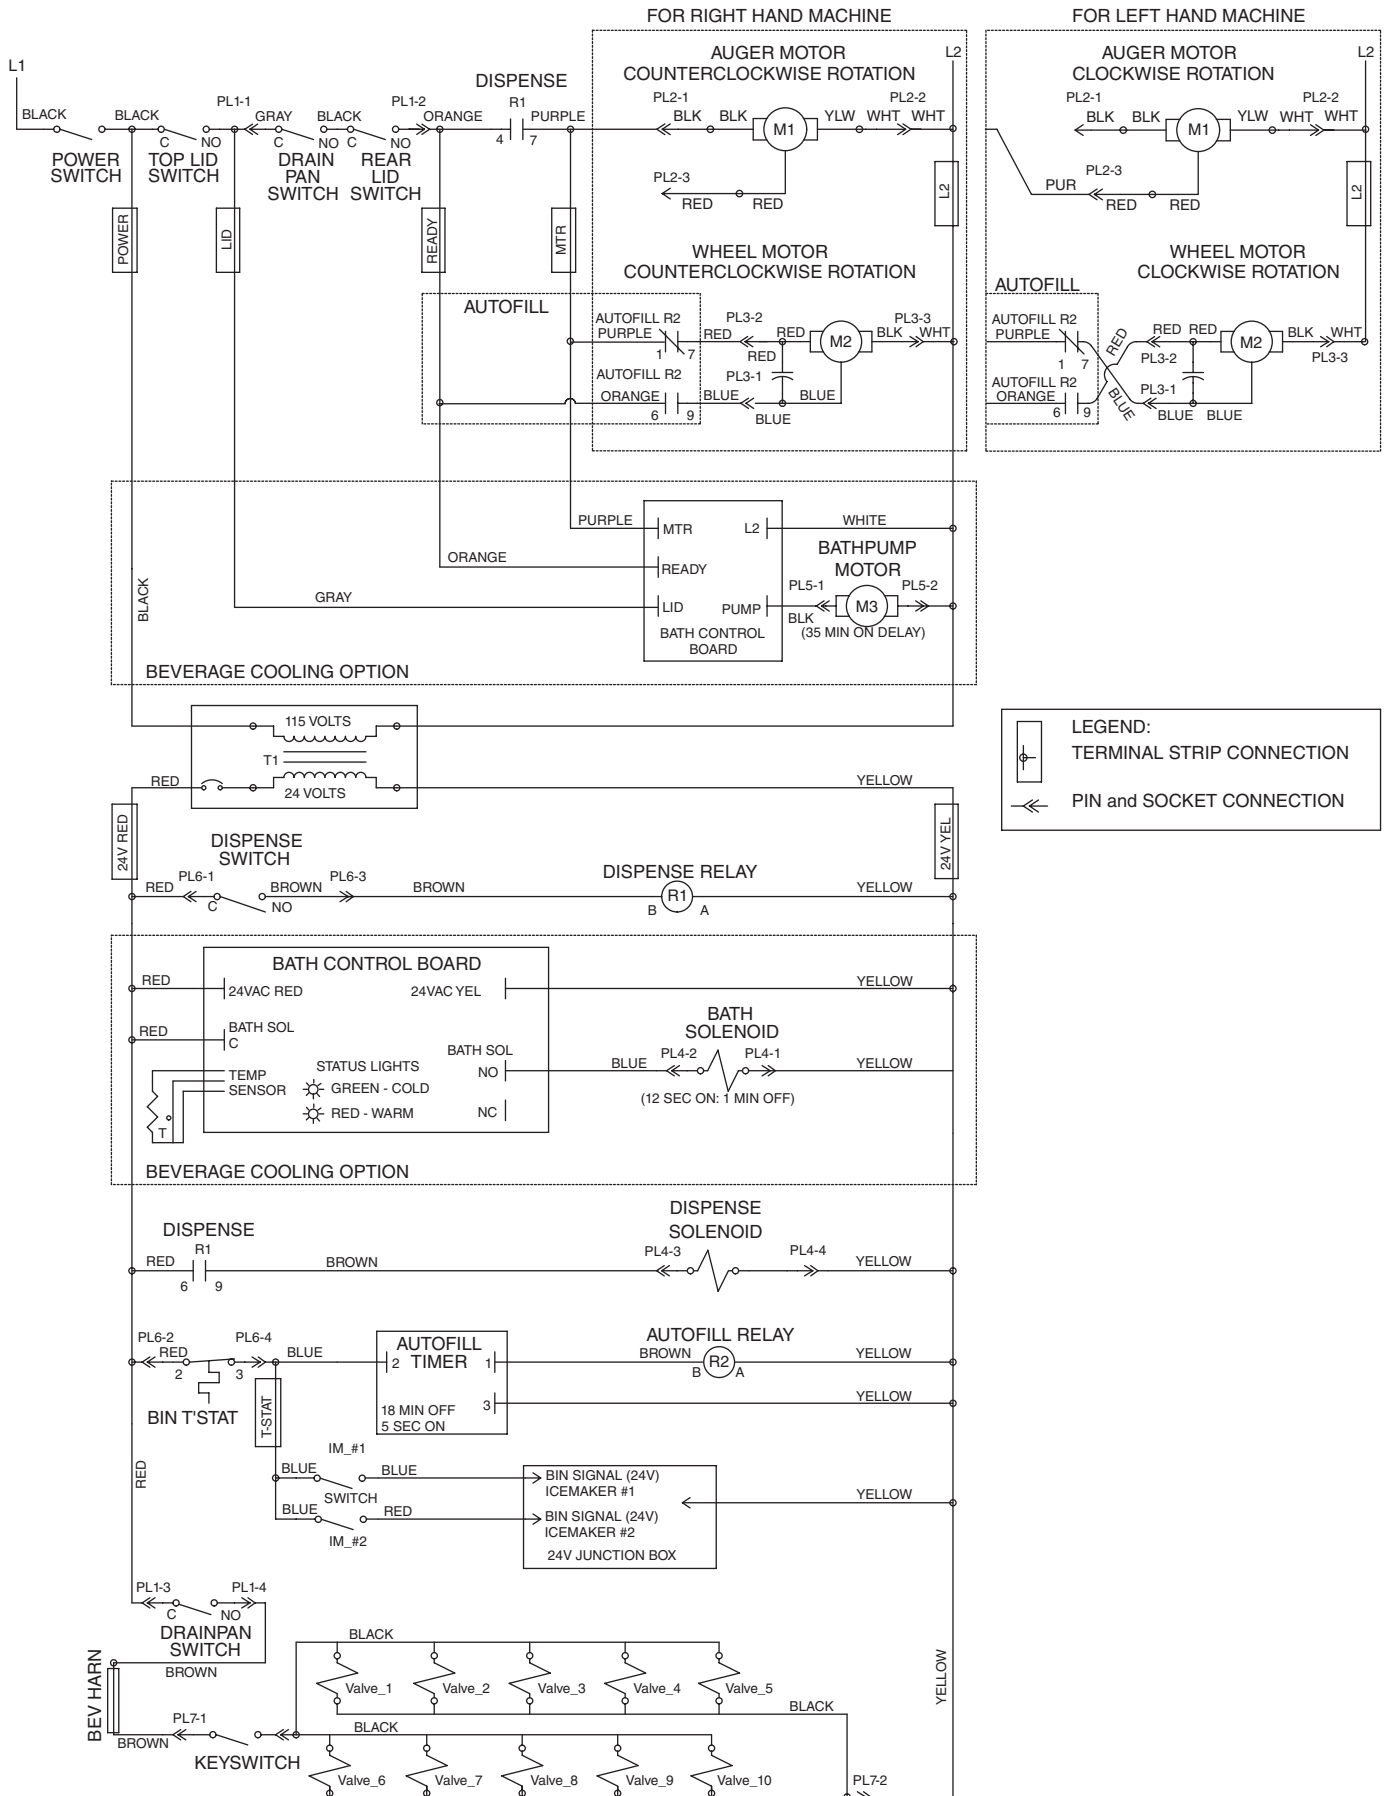 FOR RIGHT HAND MACHINE
FOR LEFT HAND MACHINE
L1
BLACK
POWER
SWITCH
BLACK
TOP LID
SWITCH
C
NO
PL1-1
GRAY
C
NO
DRAIN
PAN
SWITCH
BLACK
C
NO
REAR
LID
SWITCH
PL1-2
ORANGE
DISPENSE
R1
4
7
PURPLE
POWER
LID
READY
MTR
AUGER MOTOR
COUNTERCLOCKWISE ROTATION
L2
PL2-1
BLK
BLK
M1
YLW
WHT
PL2-2
WHT
PL2-3
RED
RED
L2
WHEEL MOTOR
COUNTERCLOCKWISE ROTATION
AUTOFILL
AUTOFILL R2
PURPLE
1
7
RED
PL3-2
RED
RED
M2
BLK
PL3-3
WHT
AUTOFILL R2
PL3-1
ORANGE
6
9
BLUE
BLUE
BLUE
AUGER MOTOR
CLOCKWISE ROTATION
L2
PL2-1
BLK
BLK
M1
YLW
WHT
PL2-2
WHT
PUR
PL2-3
RED
RED
L2
WHEEL MOTOR
CLOCKWISE ROTATION
AUTOFILL
AUTOFILL R2
PURPLE
1
7
RED
RED
RED
PL3-2
M2
BLK
WHT
PL3-3
AUTOFILL R2
ORANGE
6
9
BLUE
PL3-1
BLUE
BLUE
PURPLE
MTR
L2
WHITE
ORANGE
READY
BATHPUMP
MOTOR
BLACK
GRAY
LID
PUMP
PL5-1
BLK
M3
PL5-2
(35 MIN ON DELAY)
BATH CONTROL
BOARD
BEVERAGE COOLING OPTION
115 VOLTS
T1
24 VOLTS
RED
YELLOW
24V RED
24V YEL
LEGEND:
TERMINAL STRIP CONNECTION
PIN and SOCKET CONNECTION
DISPENSE
SWITCH
RED
PL6-1
C
NO
BROWN
PL6-3
BROWN
DISPENSE RELAY
B
R1
A
YELLOW
BATH CONTROL BOARD
RED
24VAC RED
24VAC YEL
YELLOW
RED
BATH SOL
C
TEMP
SENSOR
T
STATUS LIGHTS
GREEN - COLD
RED - WARM
BATH SOL
NO
NC
BATH
SOLENOID
BLUE
PL4-2
PL4-1
YELLOW
(12 SEC ON: 1 MIN OFF)
BEVERAGE COOLING OPTION
DISPENSE
R1
RED
6
9
BROWN
DISPENSE
SOLENOID
PL4-3
PL4-4
YELLOW
PL6-2
RED
2
3
PL6-4
BIN T'STAT
BLUE
T-STAT
AUTOFILL
TIMER
2
1
3
18 MIN OFF
5 SEC ON
AUTOFILL RELAY
BROWN
B
R2
A
YELLOW
YELLOW
RED
IM_#1
BLUE
BLUE
SWITCH
BLUE
RED
IM_#2
BIN SIGNAL (24V)
ICEMAKER #1
BIN SIGNAL (24V)
ICEMAKER #2
24V JUNCTION BOX
YELLOW
PL1-3
PL1-4
C
NO
DRAINPAN
SWITCH
BROWN
BEV HARN
BLACK
Valve_1
Valve_2
Valve_3
Valve_4
Valve_5
BLACK
YELLOW
BROWN
PL7-1
KEYSWITCH
BLACK
Valve_6
Valve_7
Valve_8
Valve_9
Valve_10
PL7-2